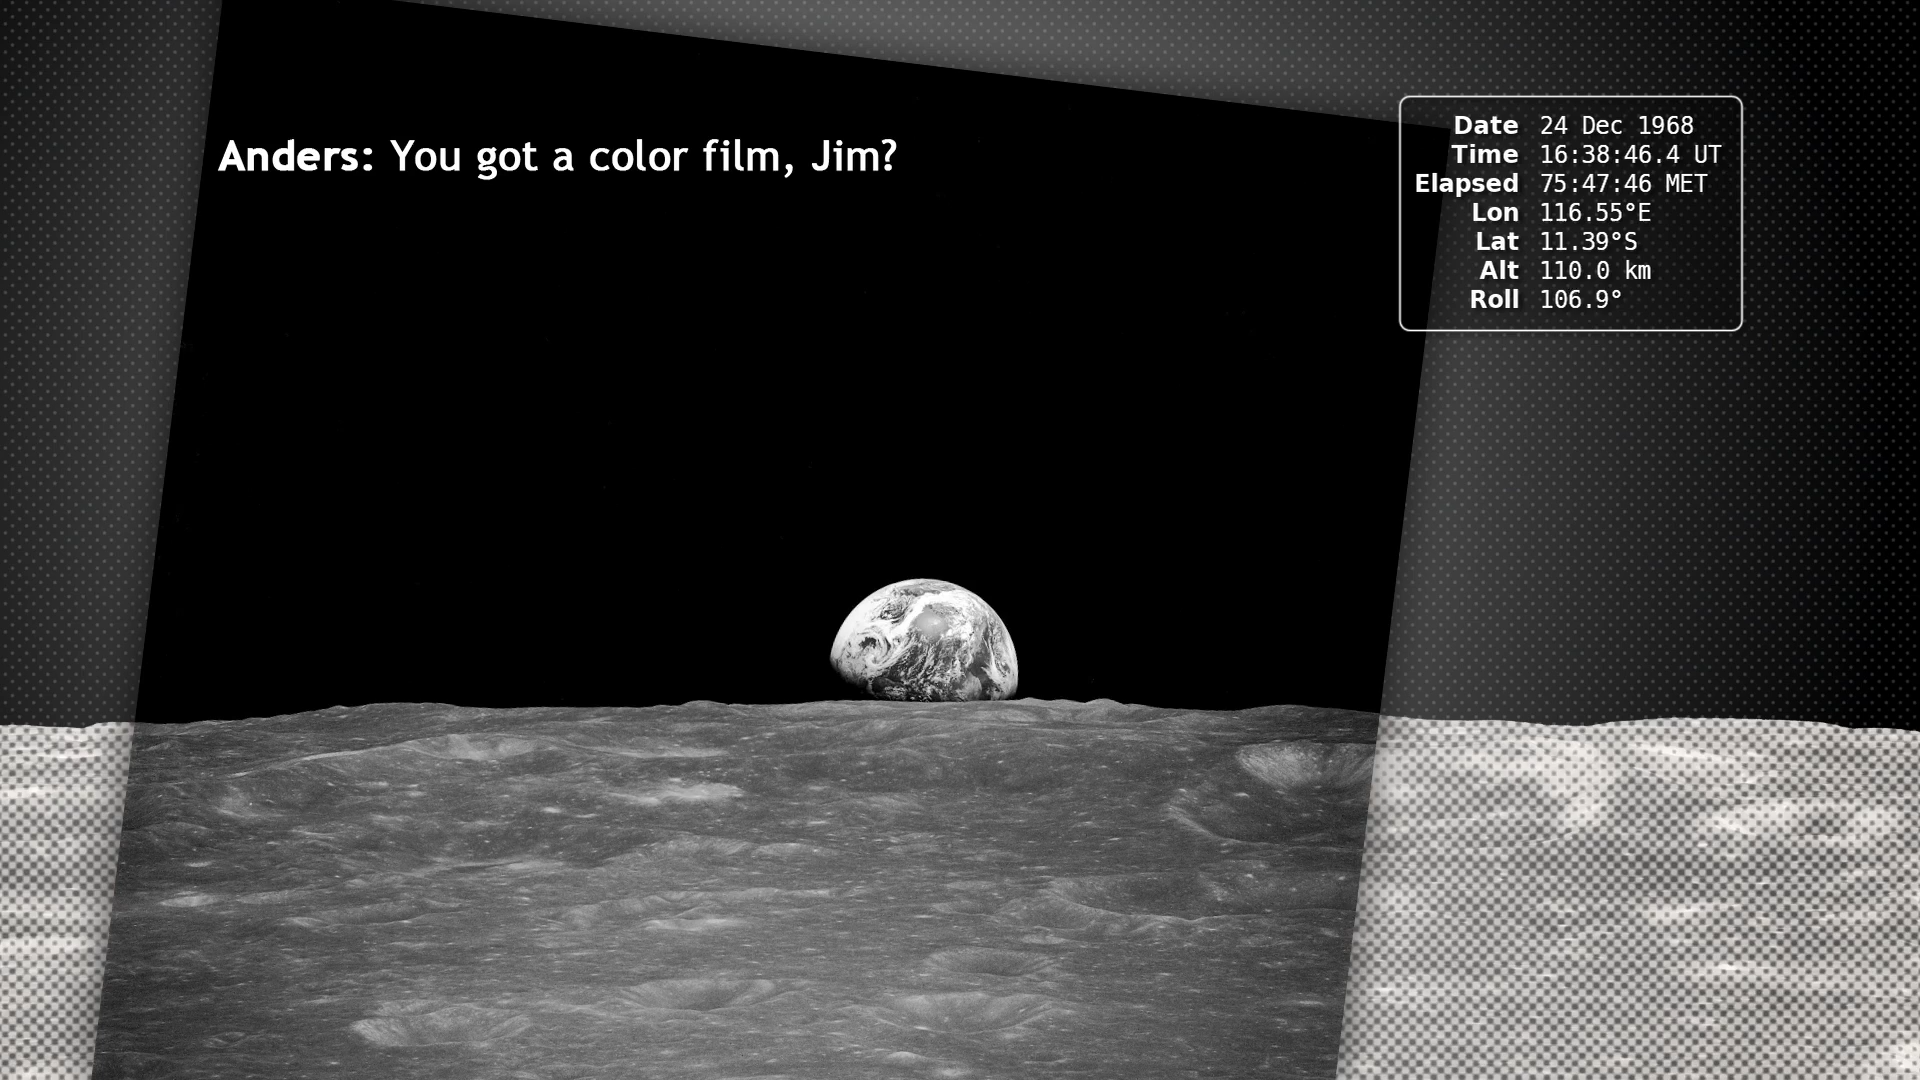 Anders: You got a color film, Jim?
Date 24 Dec 1968
Time 16:38:46.4 UT
Elapsed 75:47:46 MET
Lon 116.55°E
Lat 11.39°S
Alt 110.0 km
Roll 106.9°